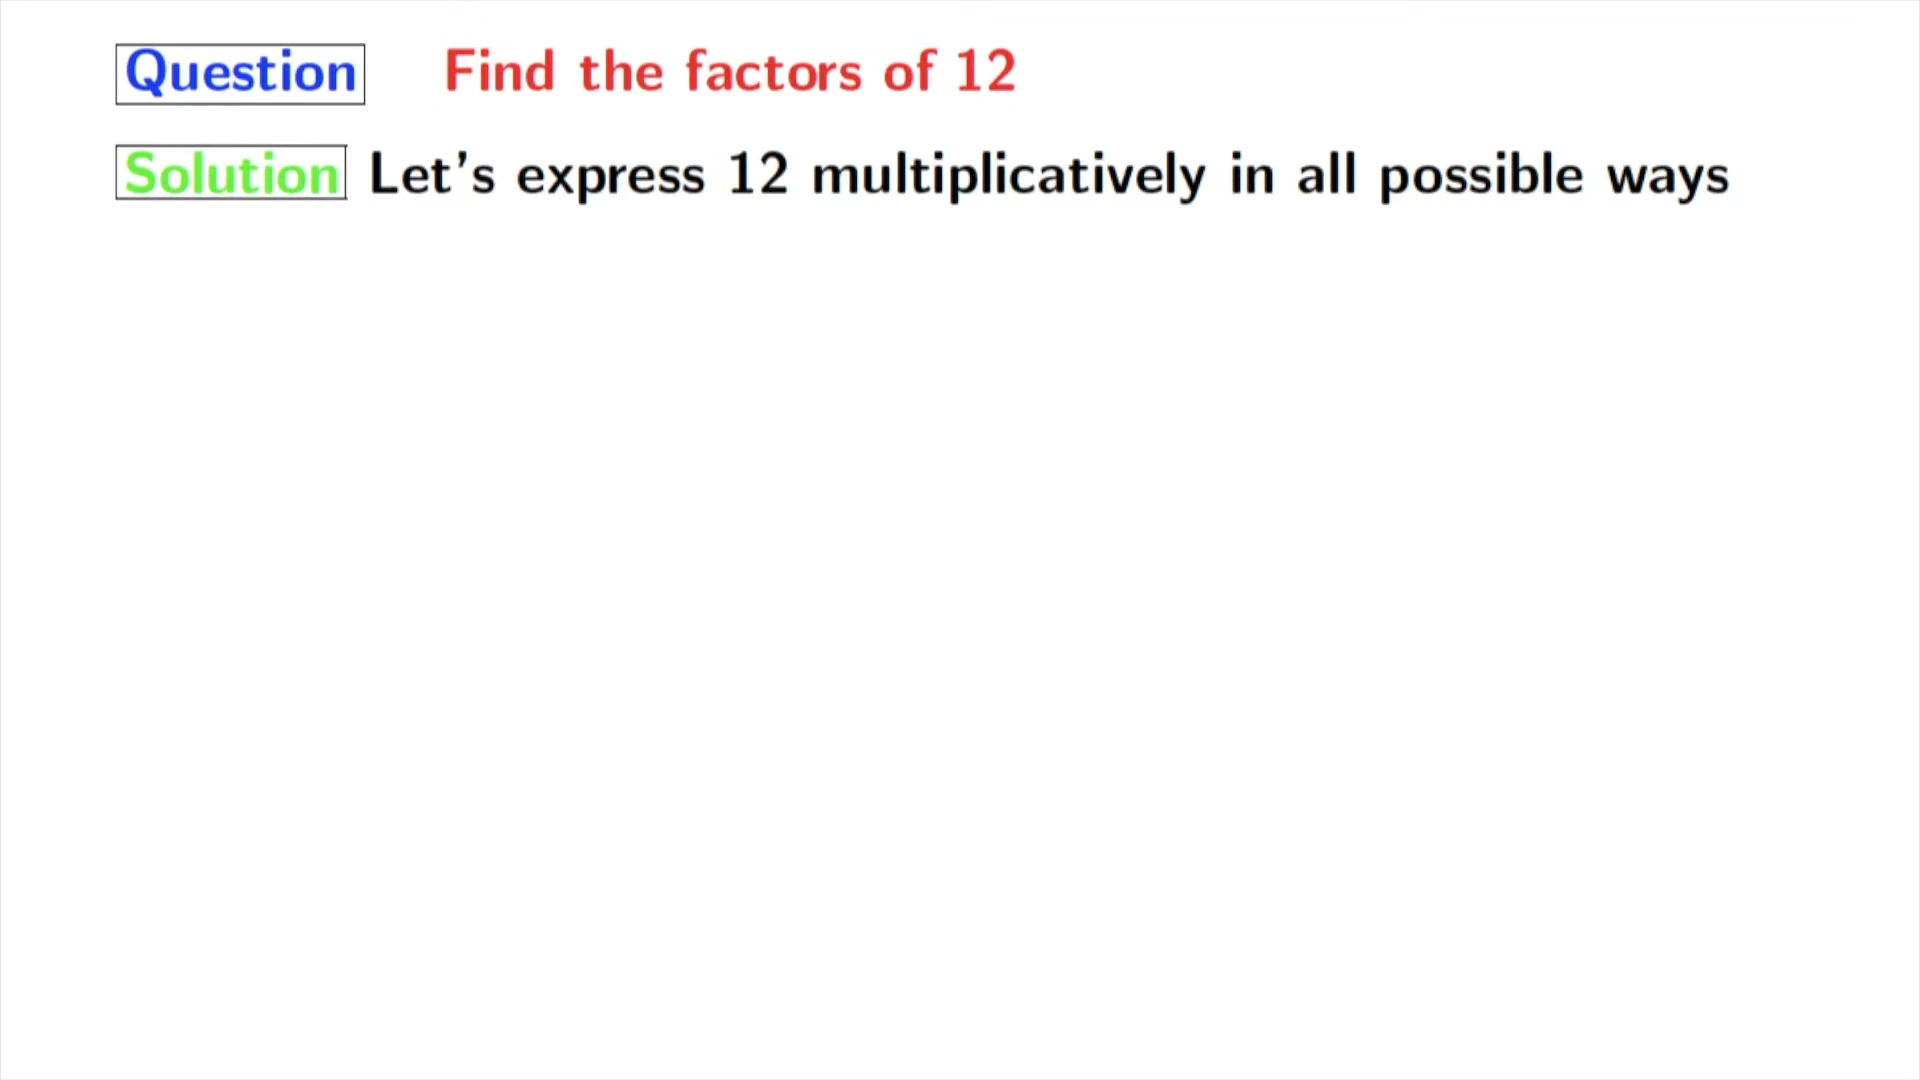 Question Find the factors of 12
Solution Let's express 12 multiplicatively in all possible ways